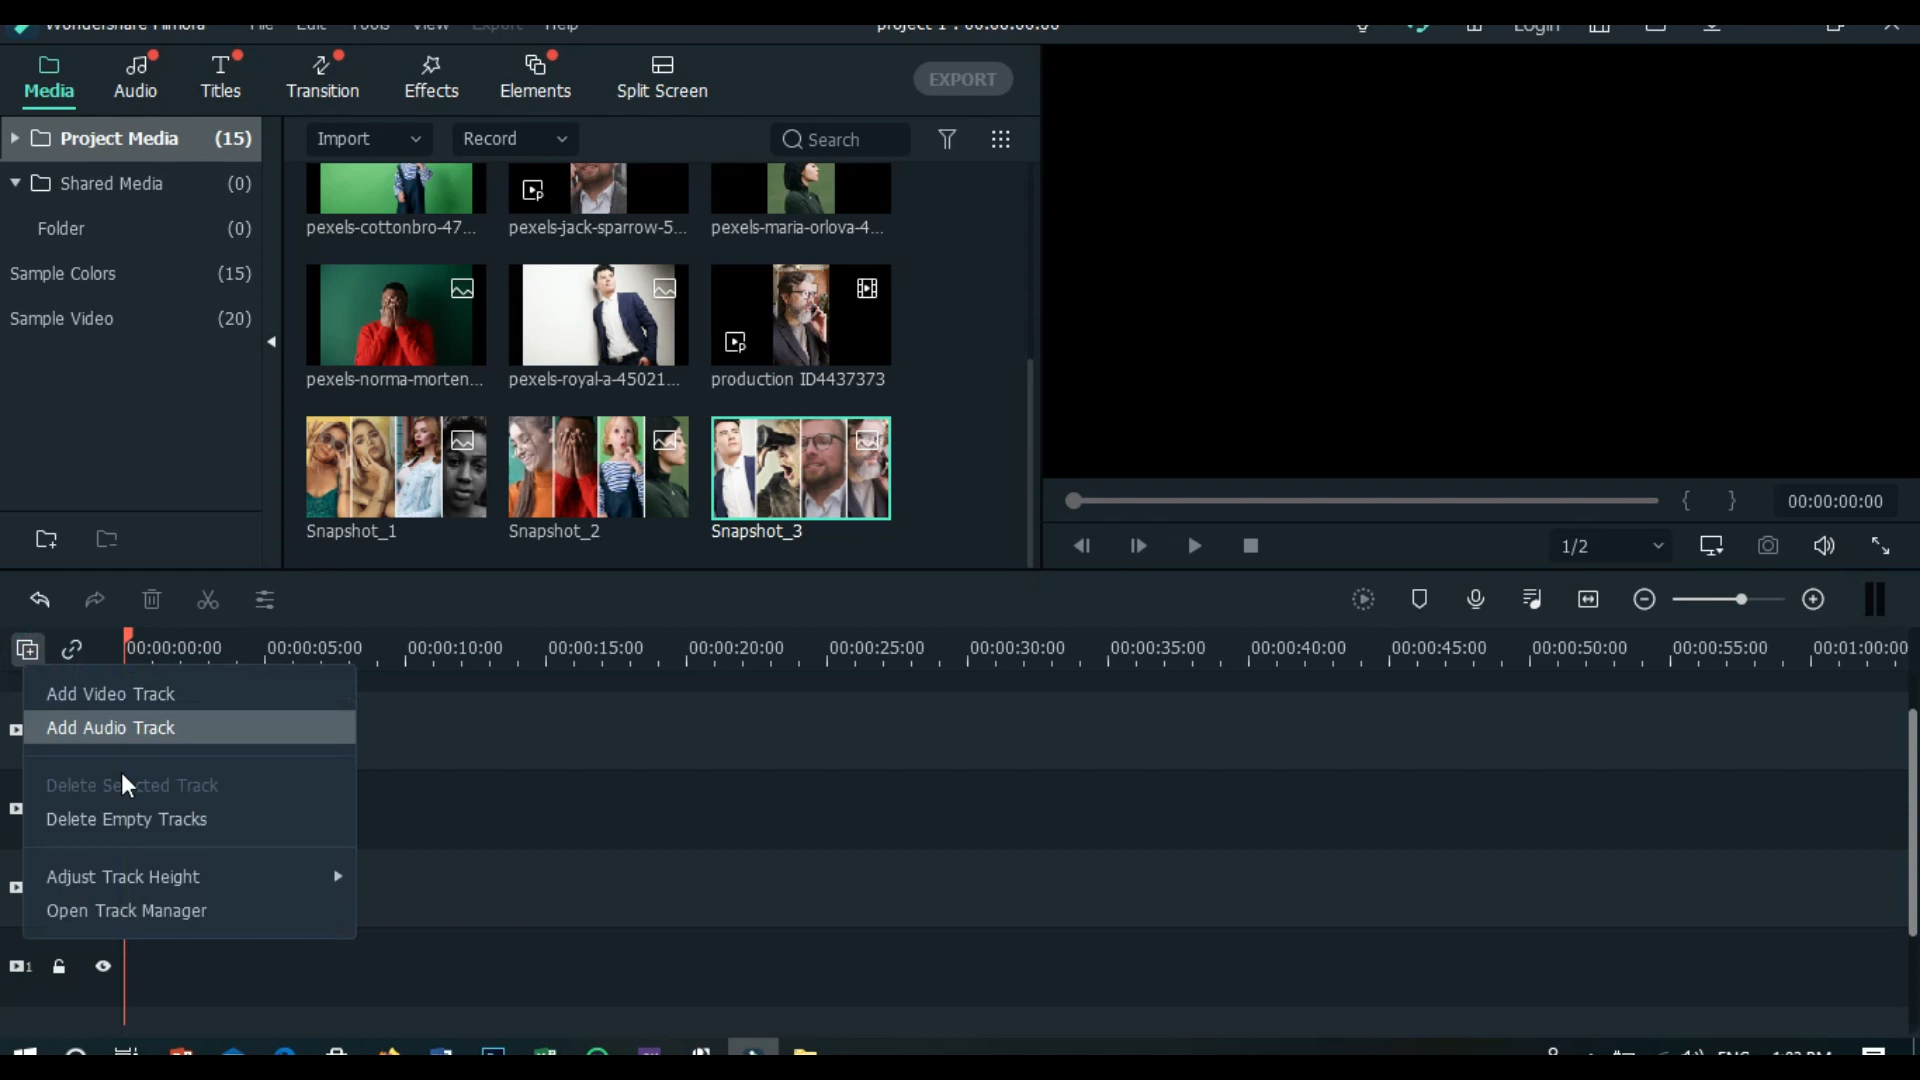 Wondershare Filmora File Edit Tools View Export Help project 1 : 00:00:00:00 Login
Media Audio Titles Transition Effects Elements Split Screen EXPORT
Project Media (15)
Shared Media (0)
Folder (0)
Sample Colors (15)
Sample Video (20)
Import Record Search
pexels-cottonbro-47... pexels-jack-sparrow-5... pexels-maria-orlova-4...
pexels-norma-morten... pexels-royal-a-45021... production ID4437373
Snapshot_1 Snapshot_2 Snapshot_3
{ } 00:00:00:00
1/2
00:00:00:00 00:00:05:00 00:00:10:00 00:00:15:00 00:00:20:00 00:00:25:00 00:00:30:00 00:00:35:00 00:00:40:00 00:00:45:00 00:00:50:00 00:00:55:00 00:01:00:00
Add Video Track
Add Audio Track
Delete Selected Track
Delete Empty Tracks
Adjust Track Height
Open Track Manager
1
ENG